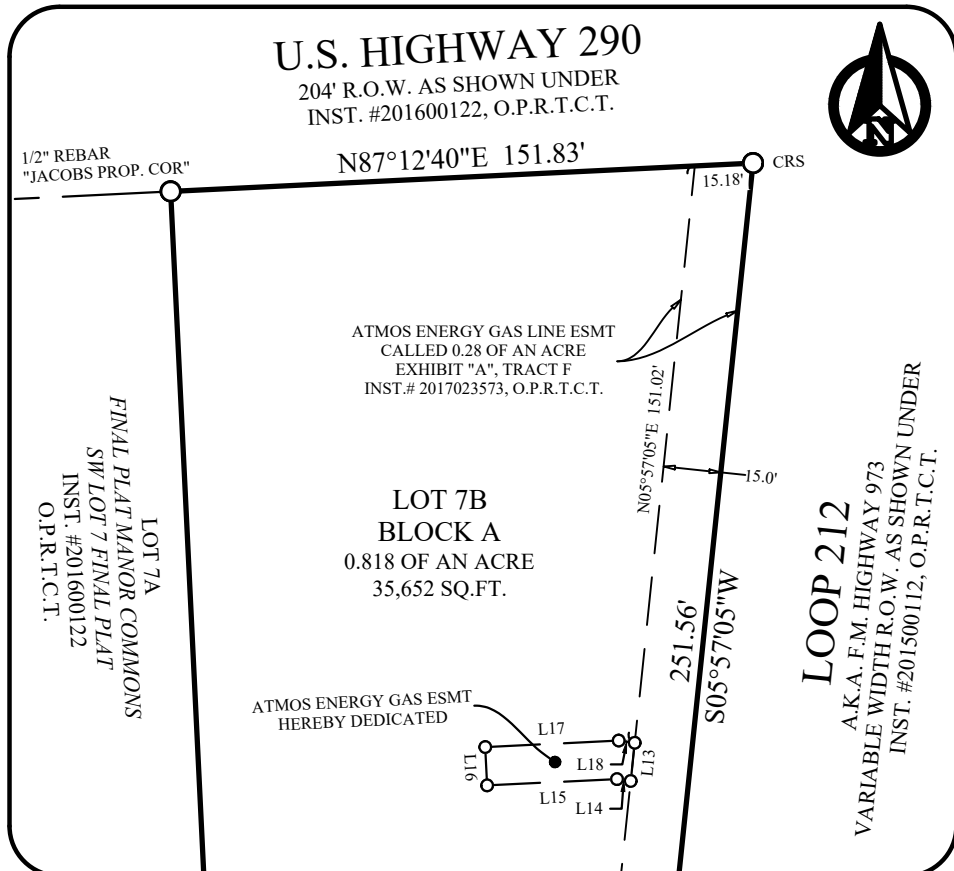 U.S. HIGHWAY 290
204' R.O.W. AS SHOWN UNDER
INST. #201600122, O.P.R.T.C.T.
N
1/2" REBAR
"JACOBS PROP. COR"
N87°12'40"E 151.83'
CRS
15.18'
ATMOS ENERGY GAS LINE ESMT
CALLED 0.28 OF AN ACRE
EXHIBIT "A", TRACT F
INST.# 2017023573, O.P.R.T.C.T.
N05°57'05"E 151.02'
15.0'
LOT 7A
FINAL PLAT MANOR COMMONS
SW LOT 7 FINAL PLAT
INST. #201600122
O.P.R.T.C.T.
LOT 7B
BLOCK A
0.818 OF AN ACRE
35,652 SQ.FT.
251.56'
S05°57'05"W
LOOP 212
A.K.A. F.M. HIGHWAY 973
VARIABLE WIDTH R.O.W. AS SHOWN UNDER
INST. #201500112, O.P.R.T.C.T.
ATMOS ENERGY GAS ESMT
HEREBY DEDICATED
L17
L16
L18
L13
L15
L14